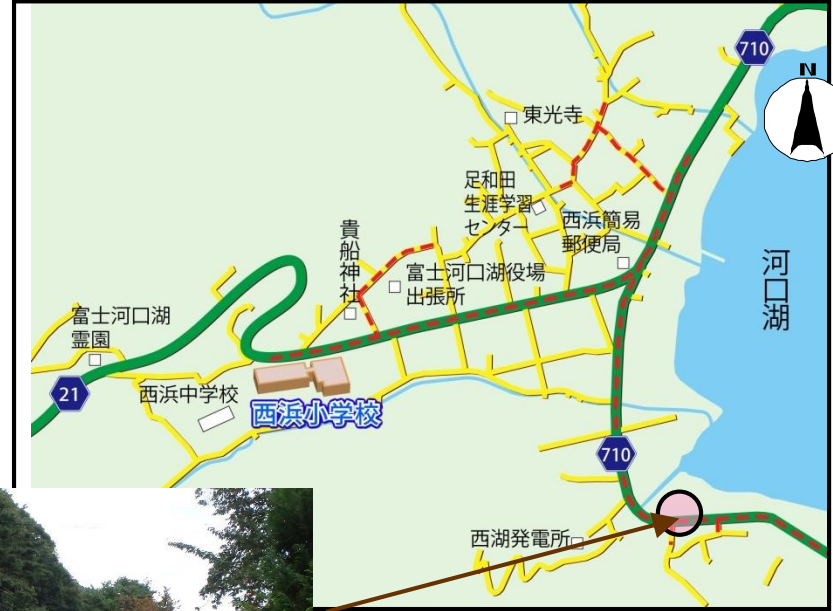 710
N
東光寺
足和田
生涯学習
センター
西浜簡易
郵便局
貴船神社
富士河口湖役場
出張所
河口湖
富士河口湖
霊園
21
西浜中学校
西浜小学校
710
西湖発電所